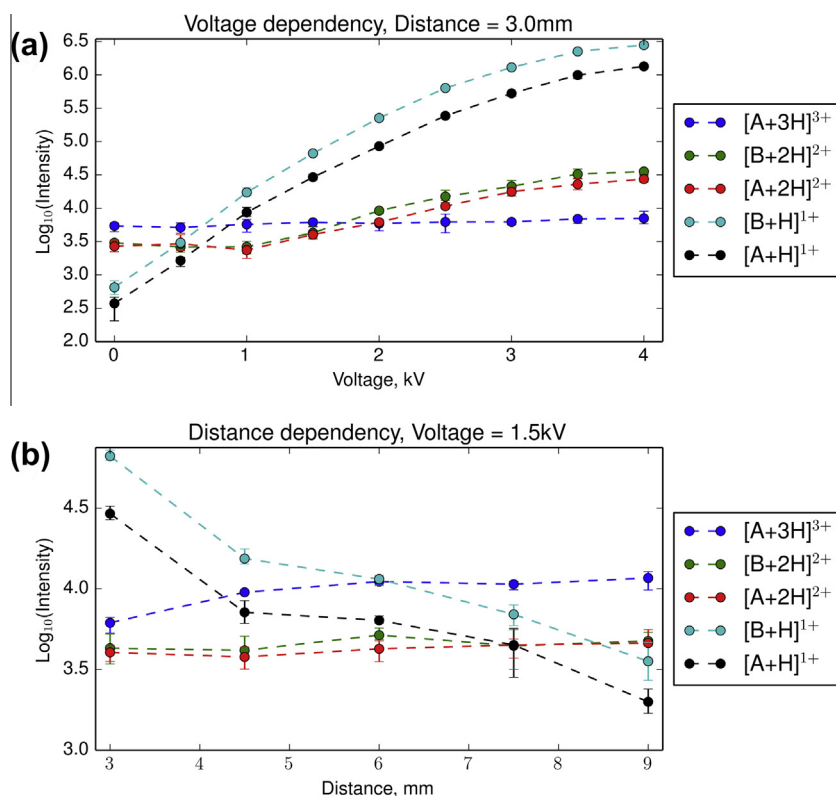 (a)
Voltage dependency, Distance = 3.0mm
Log₁₀(Intensity)
6.5
6.0
5.5
5.0
4.5
4.0
3.5
3.0
2.5
2.0
0 1 2 3 4
Voltage, kV
[A+3H]³⁺
[B+2H]²⁺
[A+2H]²⁺
[B+H]¹⁺
[A+H]¹⁺
(b)
Distance dependency, Voltage = 1.5kV
Log₁₀(Intensity)
4.5
4.0
3.5
3.0
3 4 5 6 7 8 9
Distance, mm
[A+3H]³⁺
[B+2H]²⁺
[A+2H]²⁺
[B+H]¹⁺
[A+H]¹⁺